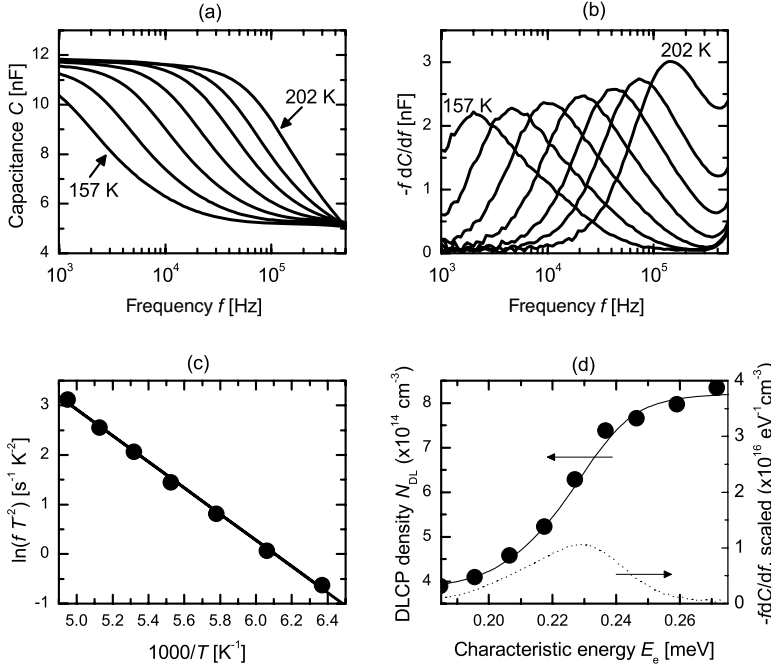 (a)
12
10
8
6
4
10³
10⁴
10⁵
Capacitance C [nF]
Frequency f [Hz]
202 K
157 K
(b)
3
2
1
0
10³
10⁴
10⁵
-f dC/df [nF]
Frequency f [Hz]
157 K
202 K
(c)
3
2
1
0
-1
5.0 5.2 5.4 5.6 5.8 6.0 6.2 6.4
ln(f T⁻²) [s⁻¹ K⁻²]
1000/T [K⁻¹]
(d)
8
7
6
5
4
0.20 0.22 0.24 0.26
4
3
2
1
0
DLCP density N_DL (x10¹⁴ cm⁻³)
-fdC/df, scaled (x10¹⁶ eV⁻¹cm⁻³)
Characteristic energy E_e [meV]